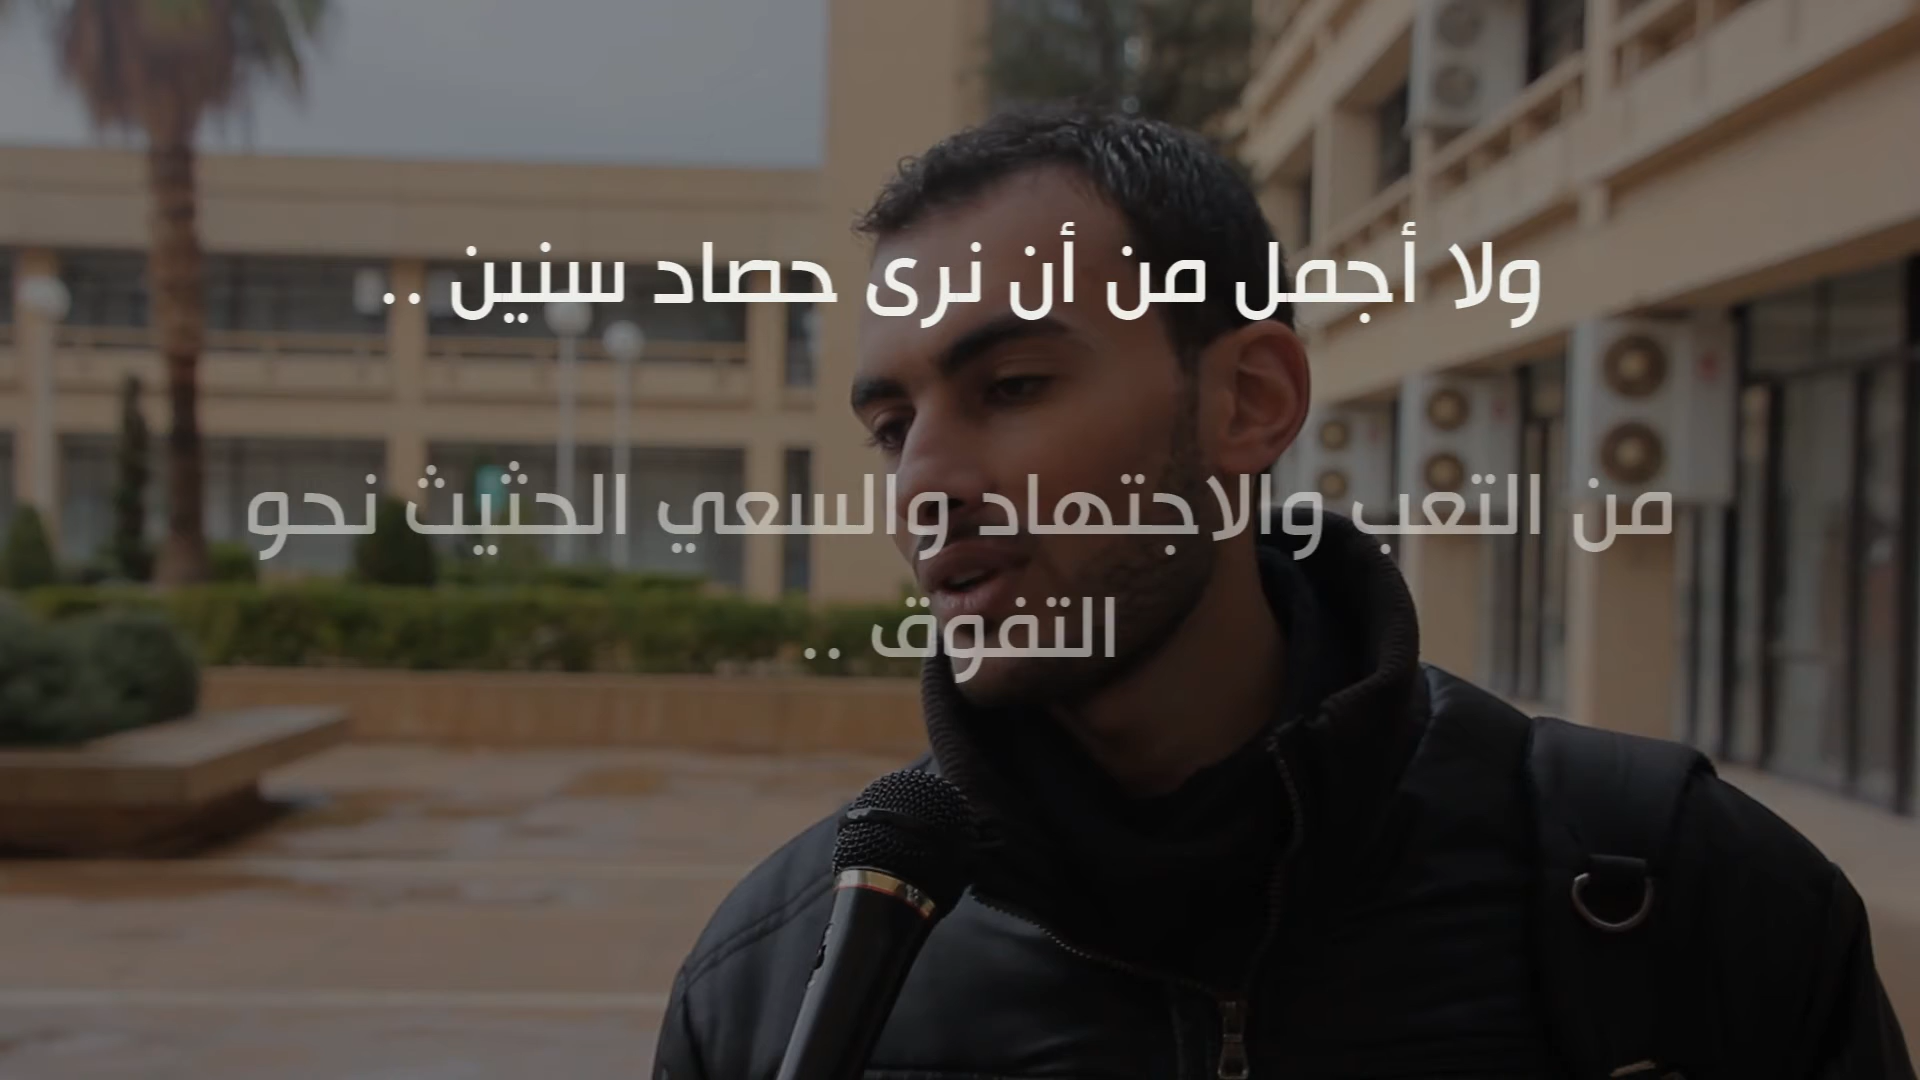 ولا أجمل من أن نرى حصاد سنين ..
من التعب والاجتهاد والسعي الحثيث نحو
التفوق ..